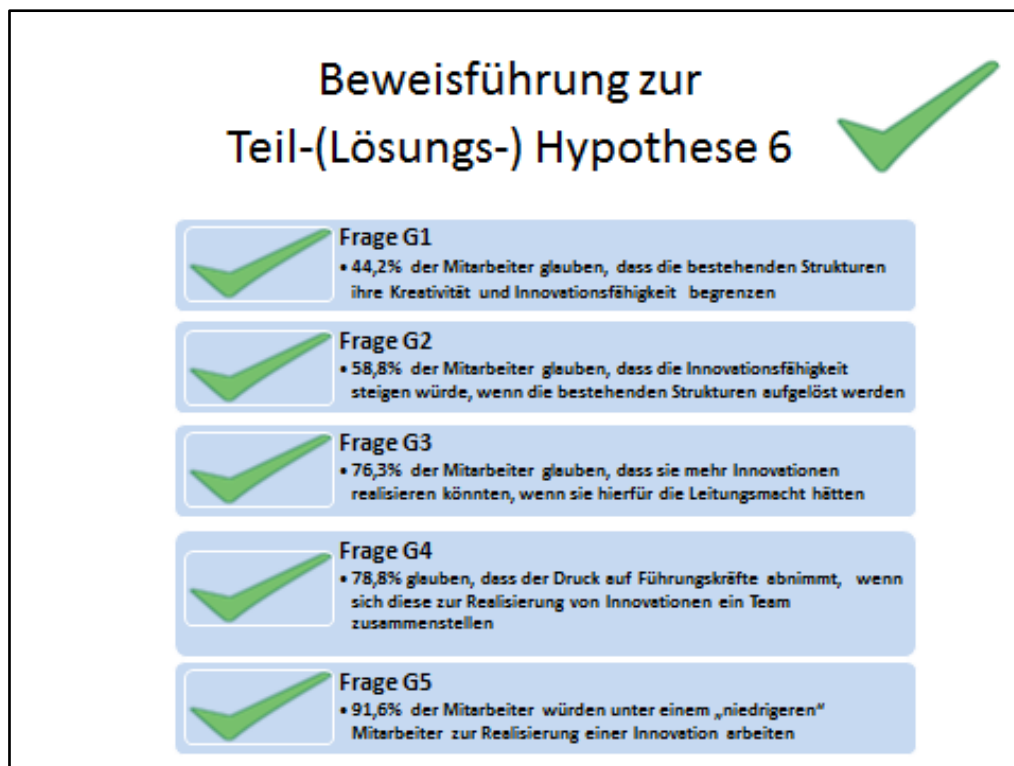 Beweisführung zur
Teil-(Lösungs-) Hypothese 6
Frage G1
• 44,2% der Mitarbeiter glauben, dass die bestehenden Strukturen
ihre Kreativität und Innovationsfähigkeit begrenzen
Frage G2
• 58,8% der Mitarbeiter glauben, dass die Innovationsfähigkeit
steigen würde, wenn die bestehenden Strukturen aufgelöst werden
Frage G3
• 76,3% der Mitarbeiter glauben, dass sie mehr Innovationen
realisieren könnten, wenn sie hierfür die Leitungsmacht hätten
Frage G4
• 78,8% glauben, dass der Druck auf Führungskräfte abnimmt, wenn
sich diese zur Realisierung von Innovationen ein Team
zusammenstellen
Frage G5
• 91,6% der Mitarbeiter würden unter einem „niedrigeren“
Mitarbeiter zur Realisierung einer Innovation arbeiten